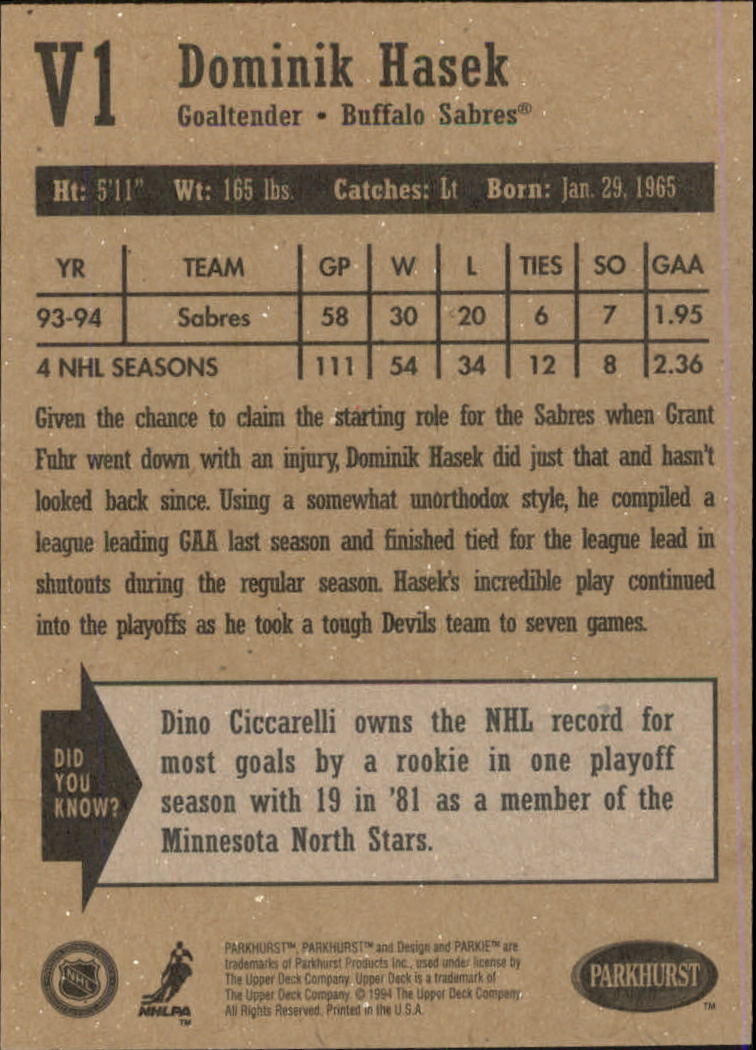 V1
Dominik Hasek
Goaltender • Buffalo Sabres®
Ht: 5'11" Wt: 165 lbs. Catches: Lt Born: Jan. 29, 1965
YR TEAM GP W L TIES SO GAA
93-94 Sabres 58 30 20 6 7 1.95
4 NHL SEASONS 111 54 34 12 8 2.36
Given the chance to claim the starting role for the Sabres when Grant
Fuhr went down with an injury, Dominik Hasek did just that and hasn't
looked back since. Using a somewhat unorthodox style, he compiled a
league leading GAA last season and finished tied for the league lead in
shutouts during the regular season. Hasek's incredible play continued
into the playoffs as he took a tough Devils team to seven games.
DID
YOU
KNOW?
Dino Ciccarelli owns the NHL record for
most goals by a rookie in one playoff
season with 19 in '81 as a member of the
Minnesota North Stars.
NHL
NHLPA
TM
PARKHURST™, PARKHURST™ and Design and PARKIE™ are
trademarks of Parkhurst Products Inc., used under license by
The Upper Deck Company. Upper Deck is a trademark of
The Upper Deck Company. © 1994 The Upper Deck Company.
All Rights Reserved. Printed in the U.S.A.
PARKHURST
TM